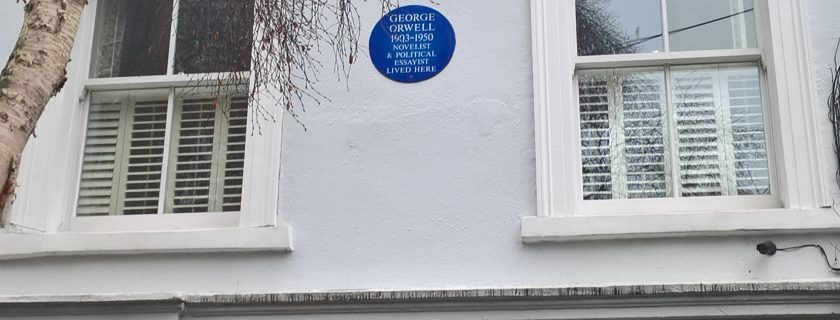 GEORGE
ORWELL
1903-1950
NOVELIST
& POLITICAL
ESSAYIST
LIVED HERE